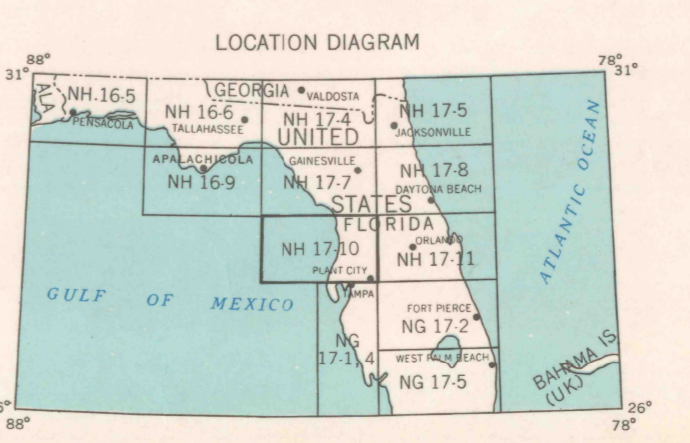 LOCATION DIAGRAM
88° 78°
31° 31°
ALA
NH 16-5
PENSACOLA
NH 16-6
TALLAHASSEE
GEORGIA
VALDOSTA
NH 17-4
UNITED
NH 17-5
JACKSONVILLE
APALACHICOLA
NH 16-9
GAINESVILLE
NH 17-7
NH 17-8
DAYTONA BEACH
STATES
FLORIDA
NH 17-10
PLANT CITY
ORLANDO
NH 17-11
TAMPA
GULF OF MEXICO
ATLANTIC OCEAN
FORT PIERCE
NG 17-2
NG
17-1, 4
WEST PALM BEACH
NG 17-5
BAHAMA IS
(UK)
6° 26°
88° 78°